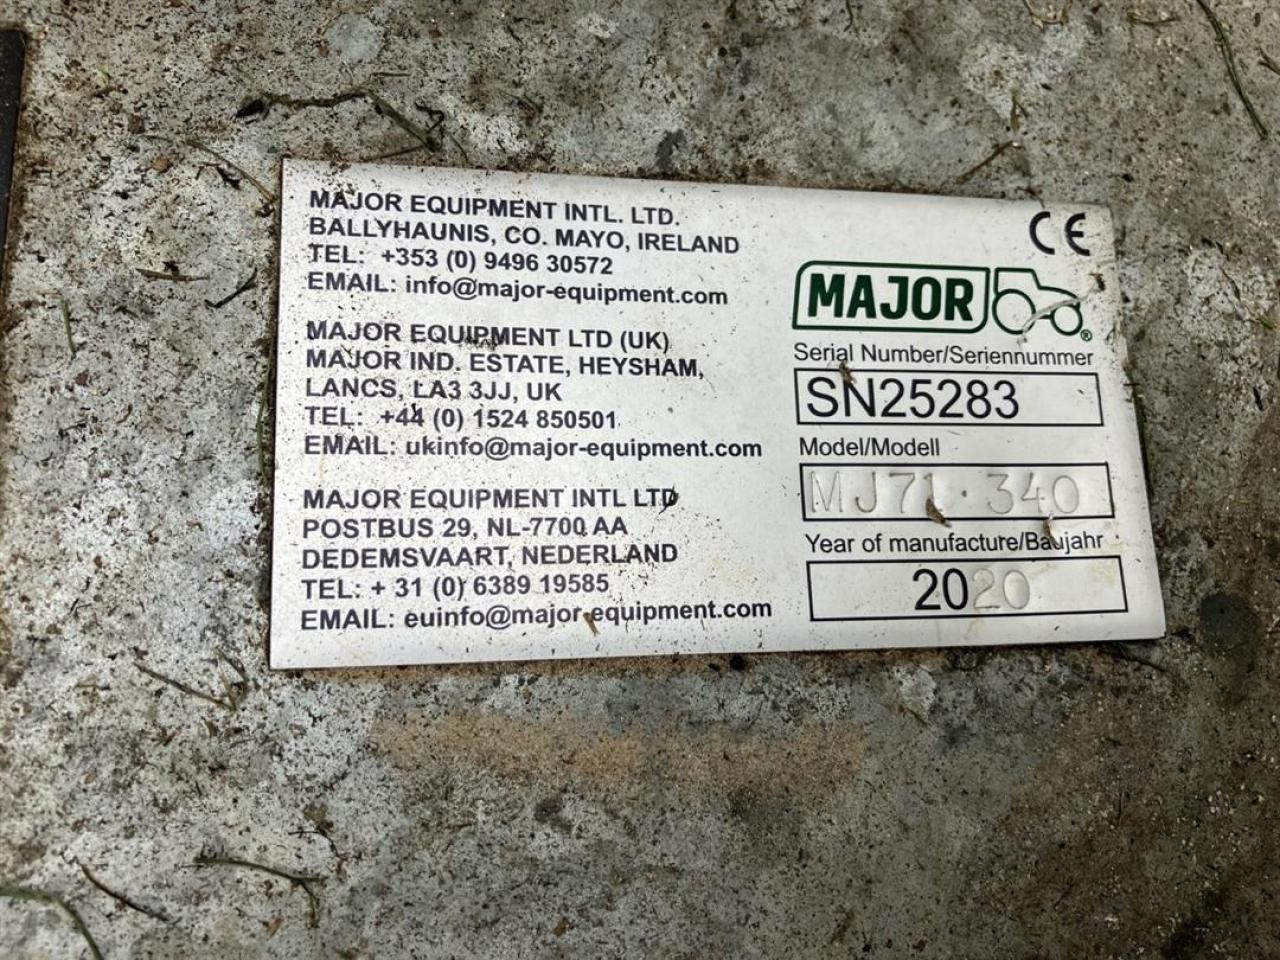 MAJOR EQUIPMENT INTL. LTD.
BALLYHAUNIS, CO. MAYO, IRELAND
TEL: +353 (0) 9496 30572
EMAIL: info@major-equipment.com
MAJOR EQUIPMENT LTD (UK)
MAJOR IND. ESTATE, HEYSHAM,
LANCS, LA3 3JJ, UK
TEL: +44 (0) 1524 850501
EMAIL: ukinfo@major-equipment.com
MAJOR EQUIPMENT INTL LTD
POSTBUS 29, NL-7700 AA
DEDEMSVAART, NEDERLAND
TEL: + 31 (0) 6389 19585
EMAIL: euinfo@major-equipment.com
CE
MAJOR ®
Serial Number/Seriennummer
SN25283
Model/Modell
MJ71·340
Year of manufacture/Baujahr
2020